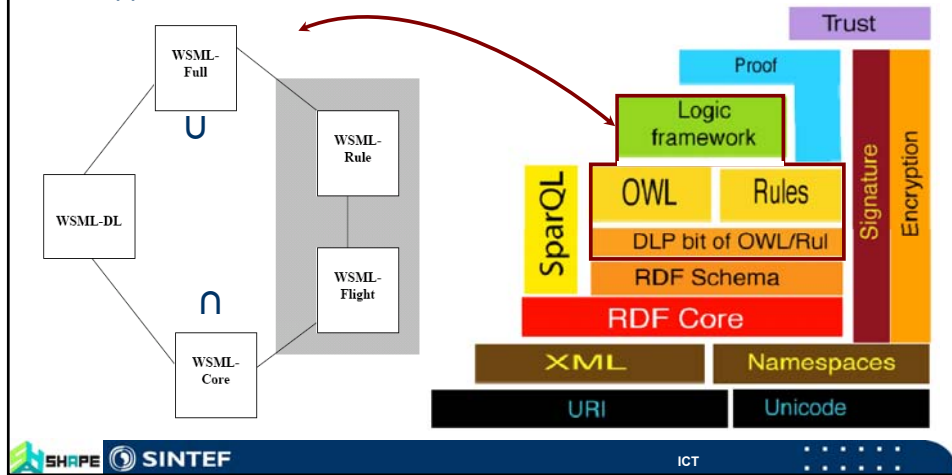 WSML-
Full
∪
WSML-
Rule
WSML-DL
WSML-
Flight
∩
WSML-
Core
Trust
Proof
Logic
framework
Signature
Encryption
SparQL
OWL
Rules
DLP bit of OWL/Rul
RDF Schema
RDF Core
XML
Namespaces
URI
Unicode
SHAPE
SINTEF
ICT